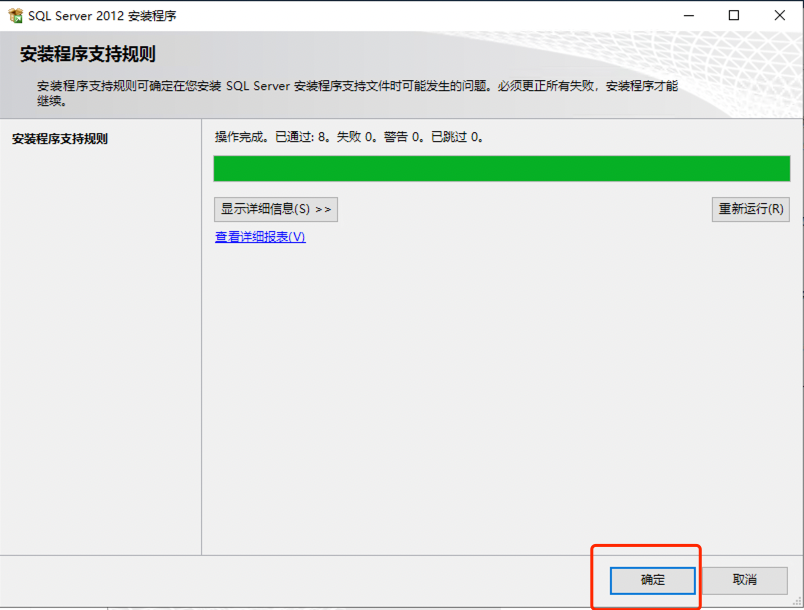 SQL Server 2012 安装程序
安装程序支持规则
安装程序支持规则可确定在您安装 SQL Server 安装程序支持文件时可能发生的问题。必须更正所有失败，安装程序才能
继续。
安装程序支持规则
操作完成。已通过: 8。失败 0。警告 0。已跳过 0。
显示详细信息(S) >>
重新运行(R)
查看详细报表(V)
确定
取消